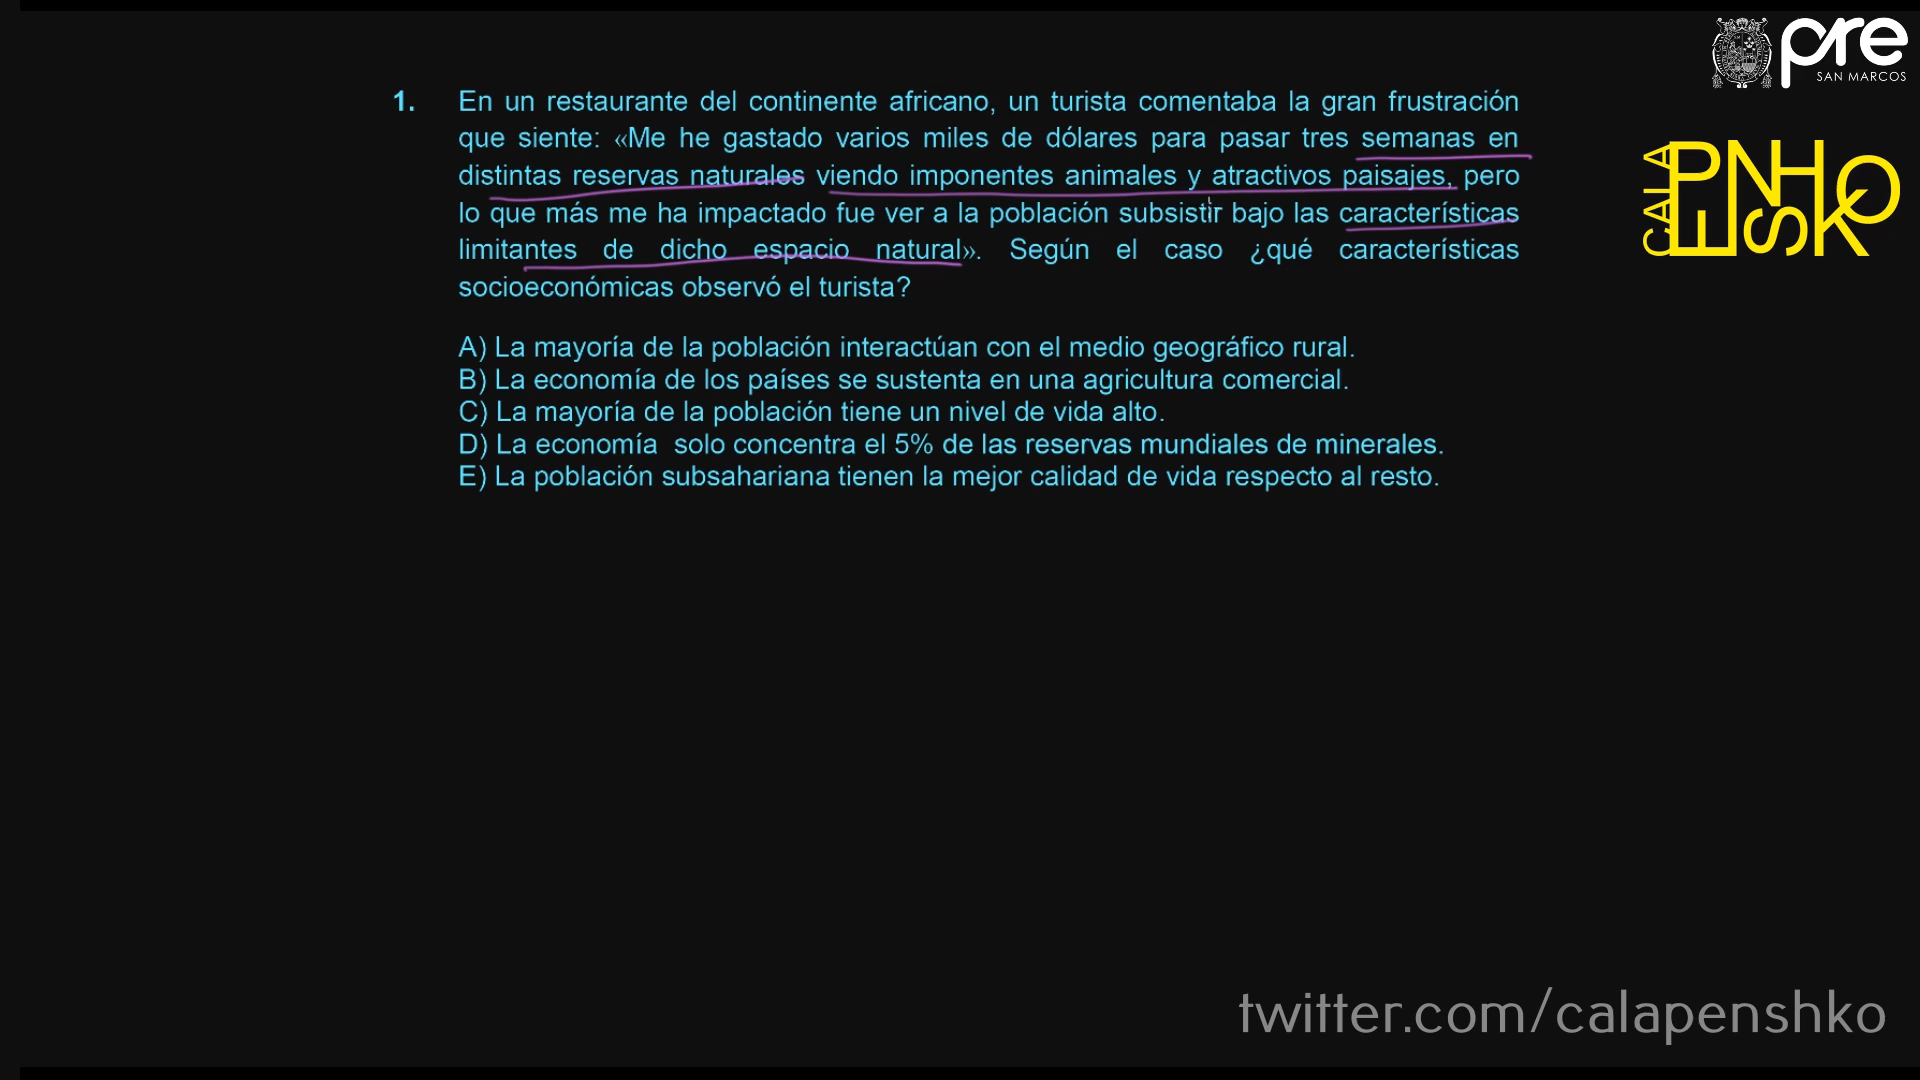 pre
SAN MARCOS
CALA
PENSHKO
1. En un restaurante del continente africano, un turista comentaba la gran frustración
que siente: «Me he gastado varios miles de dólares para pasar tres semanas en
distintas reservas naturales viendo imponentes animales y atractivos paisajes, pero
lo que más me ha impactado fue ver a la población subsistir bajo las características
limitantes de dicho espacio natural». Según el caso ¿qué características
socioeconómicas observó el turista?
A) La mayoría de la población interactúan con el medio geográfico rural.
B) La economía de los países se sustenta en una agricultura comercial.
C) La mayoría de la población tiene un nivel de vida alto.
D) La economía solo concentra el 5% de las reservas mundiales de minerales.
E) La población subsahariana tienen la mejor calidad de vida respecto al resto.
twitter.com/calapenshko